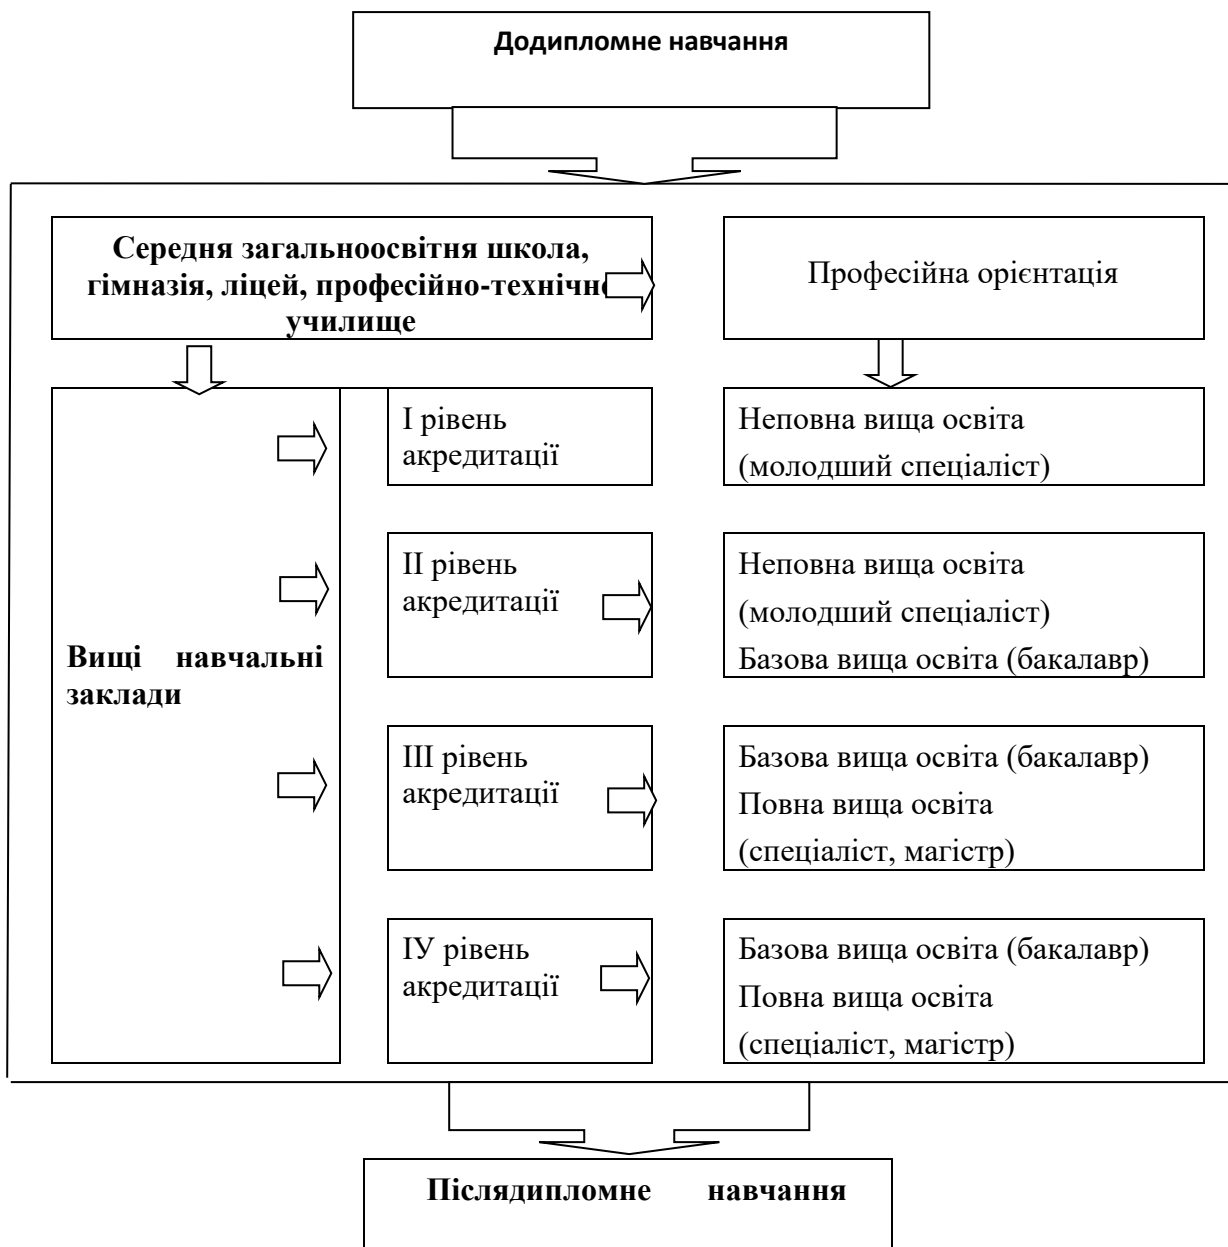 Додипломне навчання
Середня загальноосвітня школа,
гімназія, ліцей, професійно-технічне
училище
Професійна орієнтація
І рівень
акредитації
Неповна вища освіта
(молодший спеціаліст)
ІІ рівень
акредитації
Неповна вища освіта
(молодший спеціаліст)
Базова вища освіта (бакалавр)
Вищі навчальні
заклади
ІІІ рівень
акредитації
Базова вища освіта (бакалавр)
Повна вища освіта
(спеціаліст, магістр)
ІУ рівень
акредитації
Базова вища освіта (бакалавр)
Повна вища освіта
(спеціаліст, магістр)
Післядипломне навчання